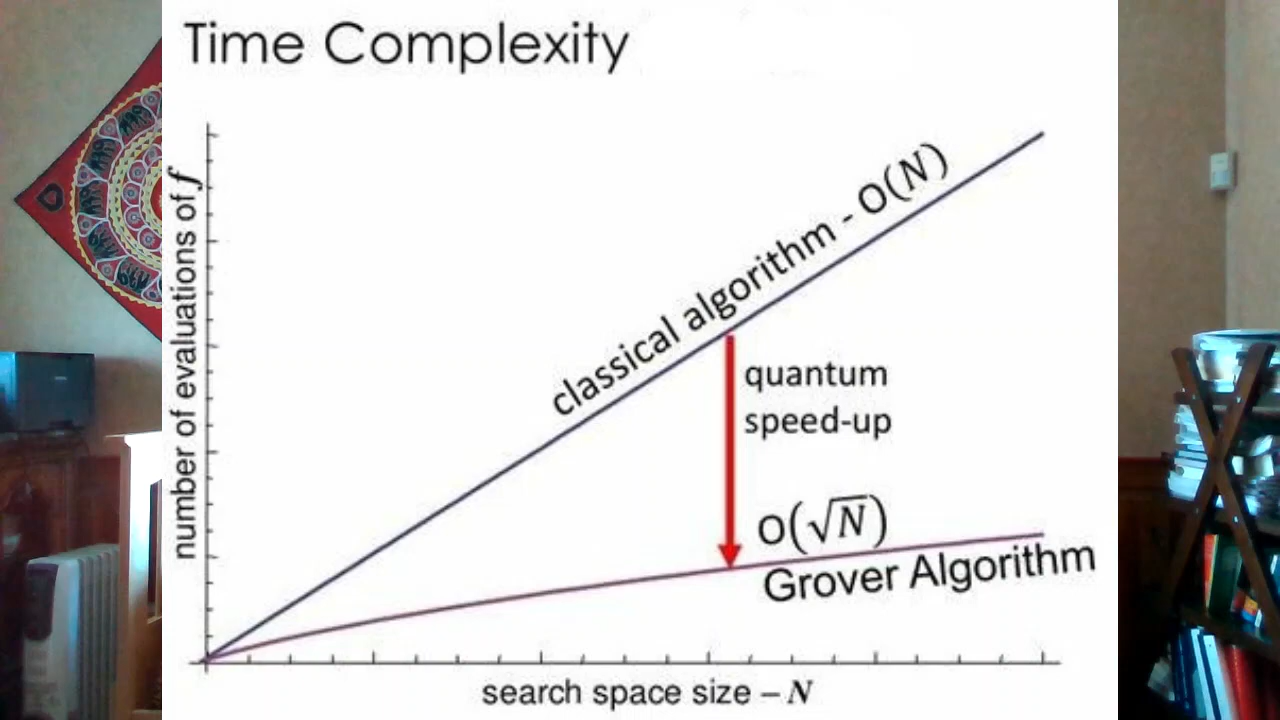 Time Complexity
number of evaluations of f
classical algorithm - O(N)
quantum
speed-up
O(√N)
Grover Algorithm
search space size – N